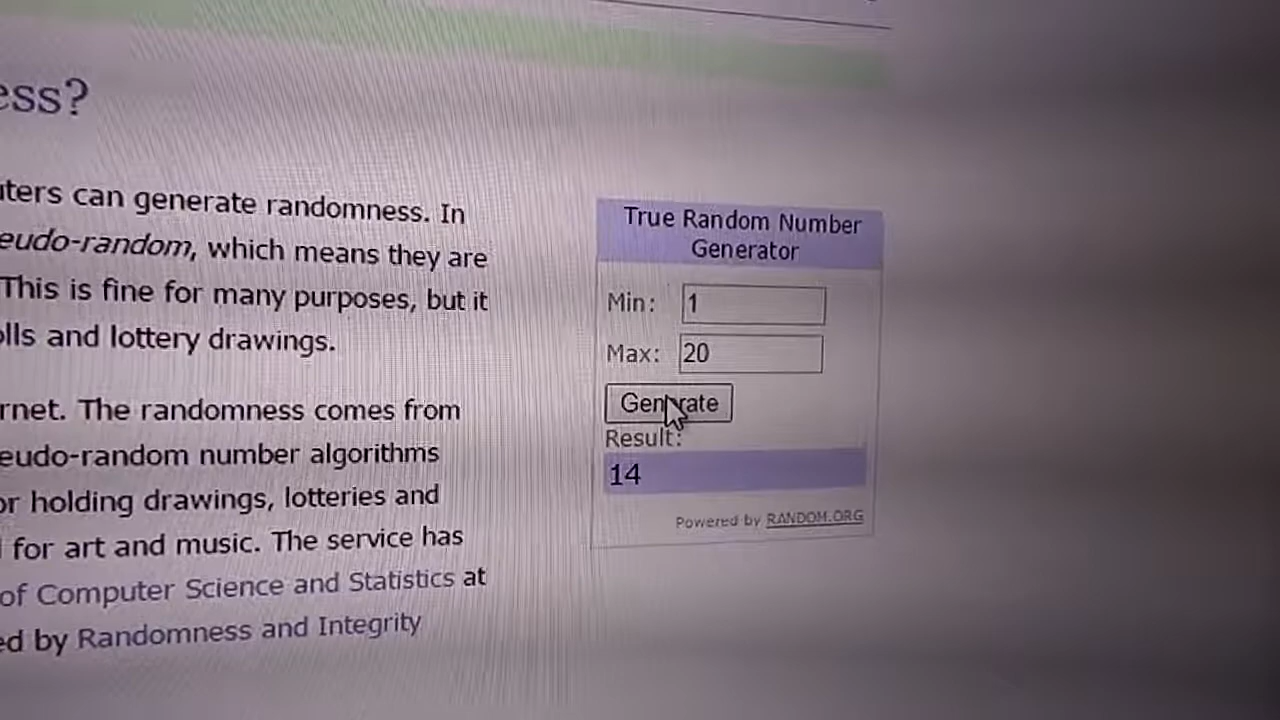 ess?
uters can generate randomness. In
eudo-random, which means they are
This is fine for many purposes, but it
olls and lottery drawings.
rnet. The randomness comes from
eudo-random number algorithms
or holding drawings, lotteries and
for art and music. The service has
of Computer Science and Statistics at
ed by Randomness and Integrity
True Random Number
Generator
Min: 1
Max: 20
Generate
Result:
14
Powered by RANDOM.ORG